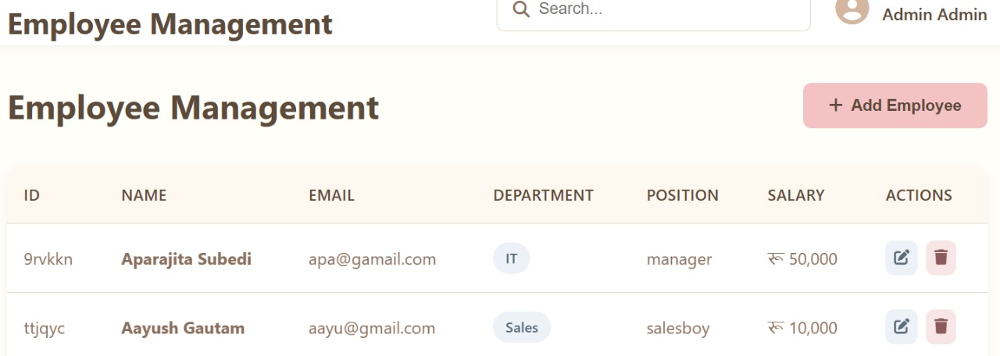 Employee Management
Search...
Admin Admin
Employee Management
+ Add Employee
ID NAME EMAIL DEPARTMENT POSITION SALARY ACTIONS
9rvkkn Aparajita Subedi apa@gamail.com IT manager रू 50,000
ttjqyc Aayush Gautam aayu@gmail.com Sales salesboy रू 10,000